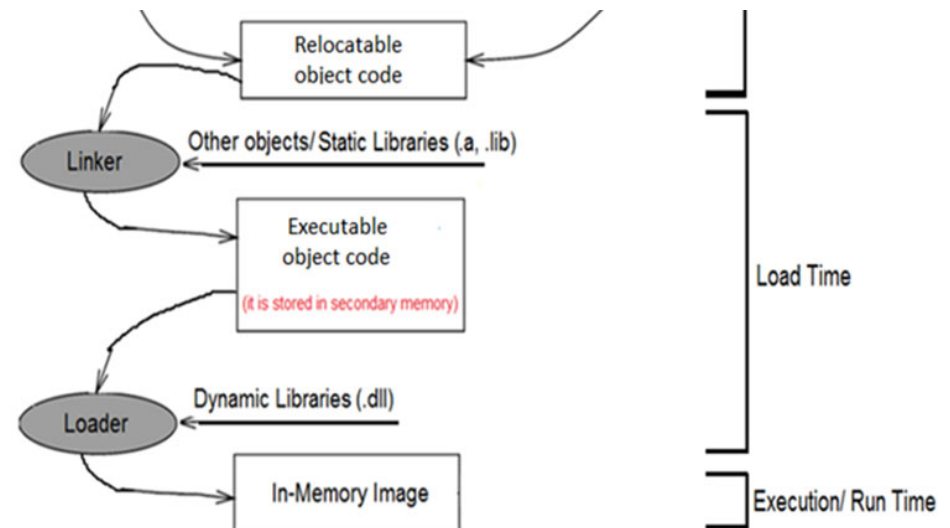 Relocatable
object code
Other objects/ Static Libraries (.a, .lib)
Linker
Executable
object code
(it is stored in secondary memory)
Load Time
Dynamic Libraries (.dll)
Loader
In-Memory Image
Execution/ Run Time